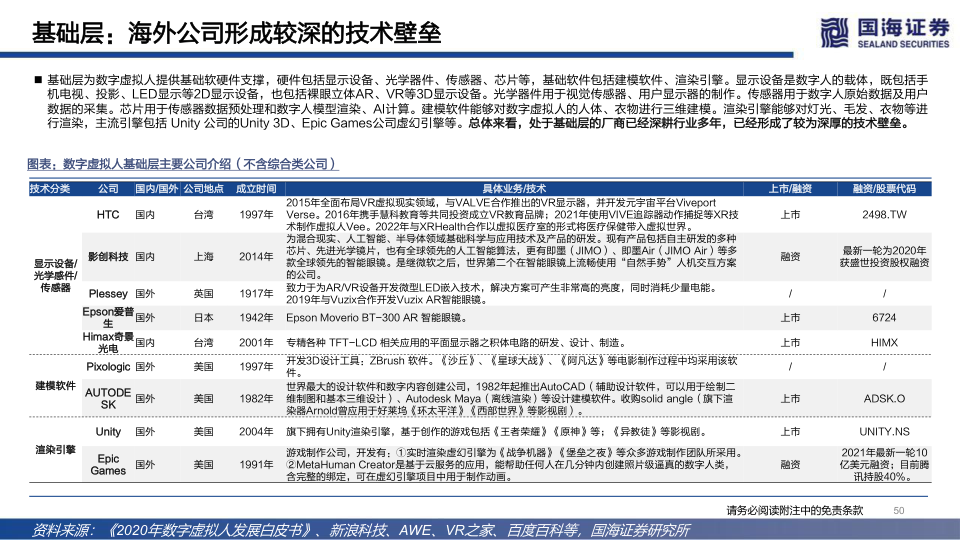 基础层：海外公司形成较深的技术壁垒
国海证券
SEALAND SECURITIES
■ 基础层为数字虚拟人提供基础软硬件支撑，硬件包括显示设备、光学器件、传感器、芯片等，基础软件包括建模软件、渲染引擎。显示设备是数字人的载体，既包括手
机电视、投影、LED显示等2D显示设备，也包括裸眼立体AR、VR等3D显示设备。光学器件用于视觉传感器、用户显示器的制作。传感器用于数字人原始数据及用户
数据的采集。芯片用于传感器数据预处理和数字人模型渲染、AI计算。建模软件能够对数字虚拟人的人体、衣物进行三维建模。渲染引擎能够对灯光、毛发、衣物等进
行渲染，主流引擎包括 Unity 公司的Unity 3D、Epic Games公司虚幻引擎等。总体来看，处于基础层的厂商已经深耕行业多年，已经形成了较为深厚的技术壁垒。
图表：数字虚拟人基础层主要公司介绍（不含综合类公司）
技术分类 公司 国内/国外 公司地点 成立时间 具体业务/技术 上市/融资 融资/股票代码
显示设备/
光学感件/
传感器
HTC 国内 台湾 1997年
2015年全面布局VR虚拟现实领域，与VALVE合作推出的VR显示器，并开发元宇宙平台Viveport
Verse。2016年携手慧科教育等共同投资成立VR教育品牌；2021年使用VIVE追踪器动作捕捉等XR技
术制作虚拟人Vee。2022年与XRHealth合作以虚拟医疗室的形式将医疗保健带入虚拟世界。
上市 2498.TW
影创科技 国内 上海 2014年
为混合现实、人工智能、半导体领域基础科学与应用技术及产品的研发。现有产品包括自主研发的多种
芯片、先进光学镜片，也有全球领先的人工智能算法，更有即墨（JIMO）、即墨Air（JIMO Air）等多
款全球领先的智能眼镜。是继微软之后，世界第二个在智能眼镜上流畅使用“自然手势”人机交互方案
的公司。
融资 最新一轮为2020年
获盛世投资股权融资
Plessey 国外 英国 1917年
致力于为AR/VR设备开发微型LED嵌入技术，解决方案可产生非常高的亮度，同时消耗少量电能。
2019年与Vuzix合作开发Vuzix AR智能眼镜。
/ /
Epson爱普
生
国外 日本 1942年 Epson Moverio BT-300 AR 智能眼镜。 上市 6724
Himax奇景
光电
国内 台湾 2001年 专精各种 TFT-LCD 相关应用的平面显示器之积体电路的研发、设计、制造。 上市 HIMX
建模软件
Pixologic 国外 美国 1997年
开发3D设计工具：ZBrush 软件。《沙丘》、《星球大战》、《阿凡达》等电影制作过程中均采用该软
件。
/ /
AUTODE
SK
国外 美国 1982年
世界最大的设计软件和数字内容创建公司，1982年起推出AutoCAD（辅助设计软件，可以用于绘制二
维制图和基本三维设计）、Autodesk Maya（离线渲染）等设计建模软件。收购solid angle（旗下渲
染器Arnold曾应用于好莱坞《环太平洋》《西部世界》等影视剧）。
上市 ADSK.O
渲染引擎
Unity 国外 美国 2004年 旗下拥有Unity渲染引擎，基于创作的游戏包括《王者荣耀》《原神》等；《异教徒》等影视剧。 上市 UNITY.NS
Epic
Games
国外 美国 1991年
游戏制作公司，开发有：①实时渲染虚幻引擎为《战争机器》《堡垒之夜》等众多游戏制作团队所采用。
②MetaHuman Creator是基于云服务的应用，能帮助任何人在几分钟内创建照片级逼真的数字人类，
含完整的绑定，可在虚幻引擎项目中用于制作动画。
融资
2021年最新一轮10
亿美元融资；目前腾
讯持股40%。
请务必阅读附注中的免责条款 50
资料来源：《2020年数字虚拟人发展白皮书》、新浪科技、AWE、VR之家、百度百科等，国海证券研究所